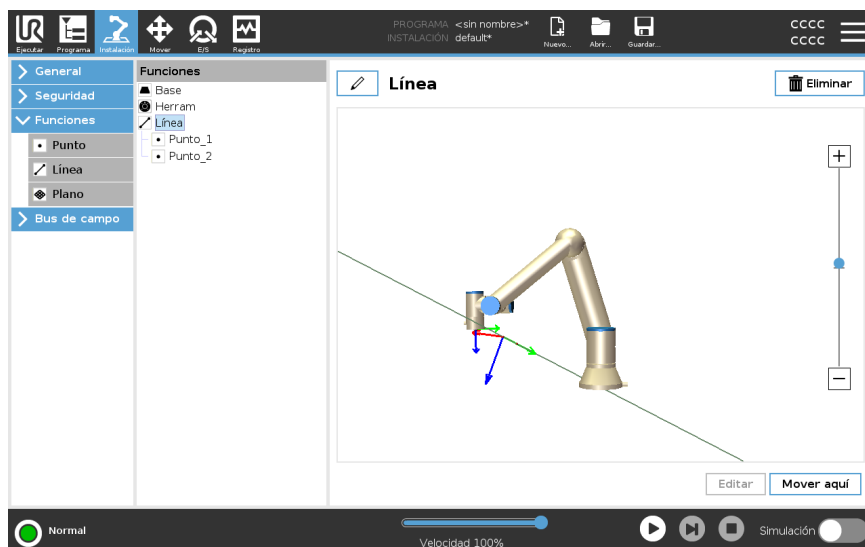 PROGRAMA <sin nombre>*
INSTALACIÓN default*
CCCC
CCCC
Ejecutar Programa Instalación Mover E/S Registro Nuevo... Abrir... Guardar...
General
Seguridad
Funciones
Punto
Línea
Plano
Bus de campo
Funciones
Base
Herram
Línea
Punto_1
Punto_2
Línea
Eliminar
Editar
Mover aquí
Normal
Velocidad 100%
Simulación